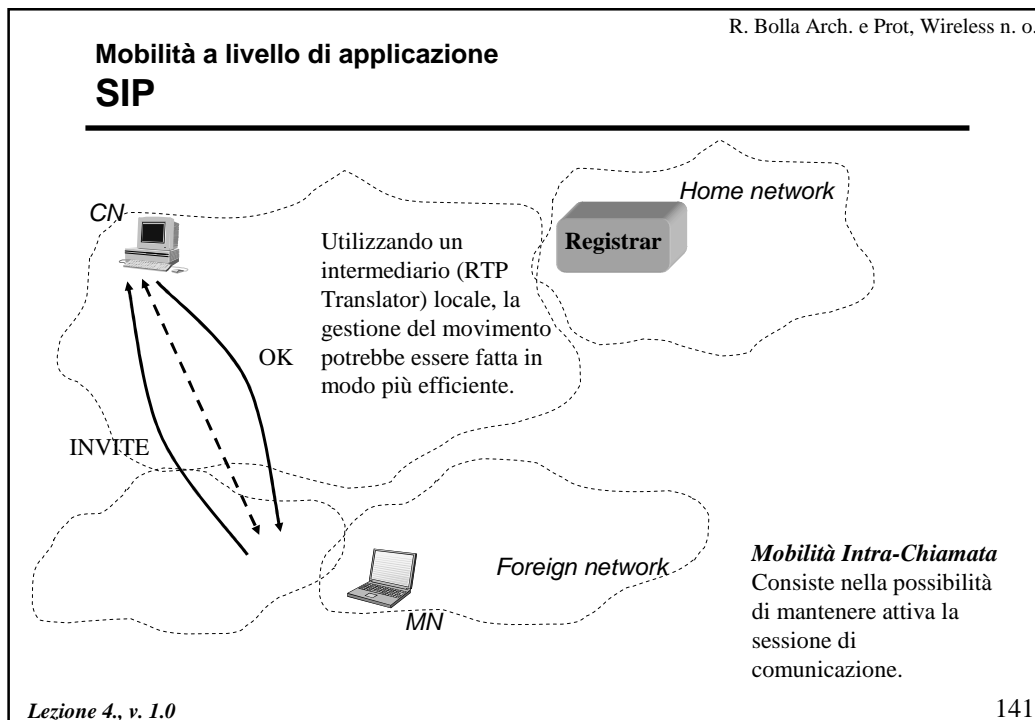 R. Bolla Arch. e Prot, Wireless n. o.
Mobilità a livello di applicazione
SIP
Home network
CN
Registrar
Utilizzando un
intermediario (RTP
Translator) locale, la
gestione del movimento
potrebbe essere fatta in
modo più efficiente.
OK
INVITE
Foreign network
MN
Mobilità Intra-Chiamata
Consiste nella possibilità
di mantenere attiva la
sessione di
comunicazione.
Lezione 4., v. 1.0
141